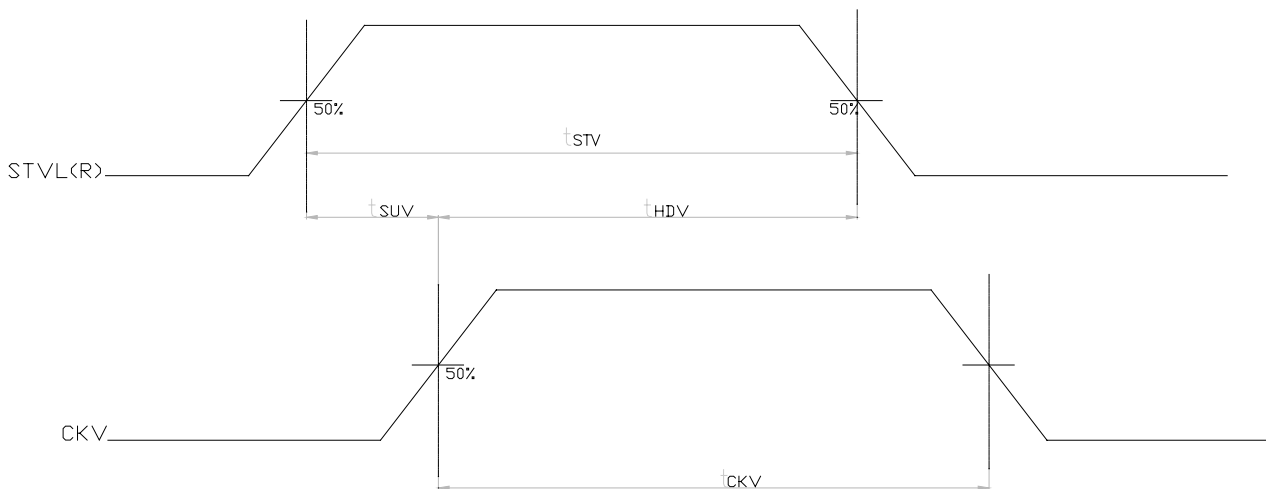 50%
50%
tSTV
STVL(R)
tSUV
tHDV
50%
CKV
tCKV